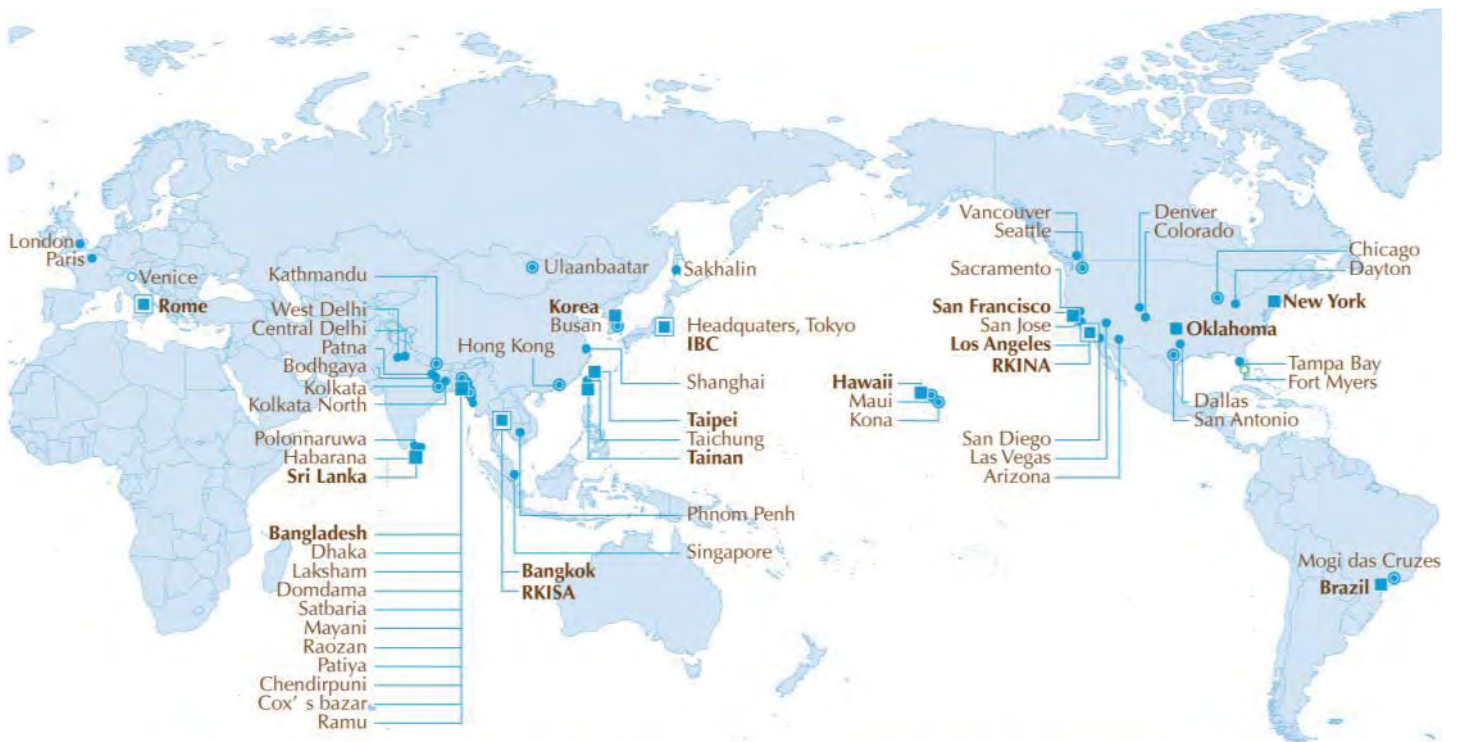 London
Paris
Venice
Rome
Kathmandu
West Delhi
Central Delhi
Patna
Bodhgaya
Kolkata
Kolkata North
Polonnaruwa
Habarana
Sri Lanka
Bangladesh
Dhaka
Laksham
Domdama
Satbaria
Mayani
Raozan
Patiya
Chendirpuni
Cox' s bazar
Ramu
Ulaanbaatar
Sakhalin
Korea
Busan
Headquaters, Tokyo
IBC
Hong Kong
Shanghai
Taipei
Taichung
Tainan
Phnom Penh
Singapore
Bangkok
RKISA
Hawaii
Maui
Kona
Vancouver
Seattle
Sacramento
San Francisco
San Jose
Los Angeles
RKINA
San Diego
Las Vegas
Arizona
Denver
Colorado
Chicago
Dayton
New York
Oklahoma
Tampa Bay
Fort Myers
Dallas
San Antonio
Mogi das Cruzes
Brazil